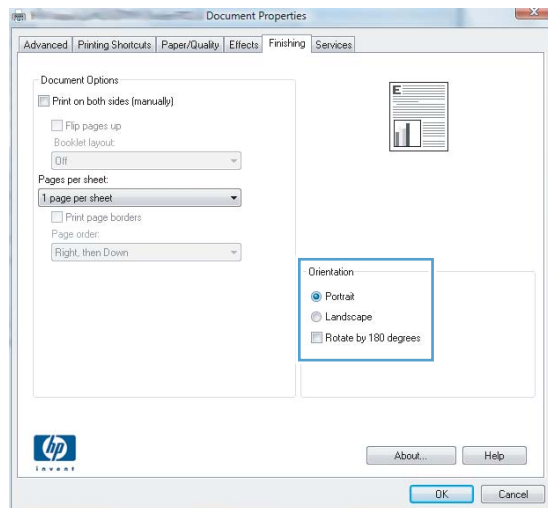 Document Properties
Advanced Printing Shortcuts Paper/Quality Effects Finishing Services
Document Options
Print on both sides (manually)
Flip pages up
Booklet layout:
Off
Pages per sheet:
1 page per sheet
Print page borders
Page order:
Right, then Down
E
Orientation
Portrait
Landscape
Rotate by 180 degrees
hp
invent
About... Help
OK Cancel